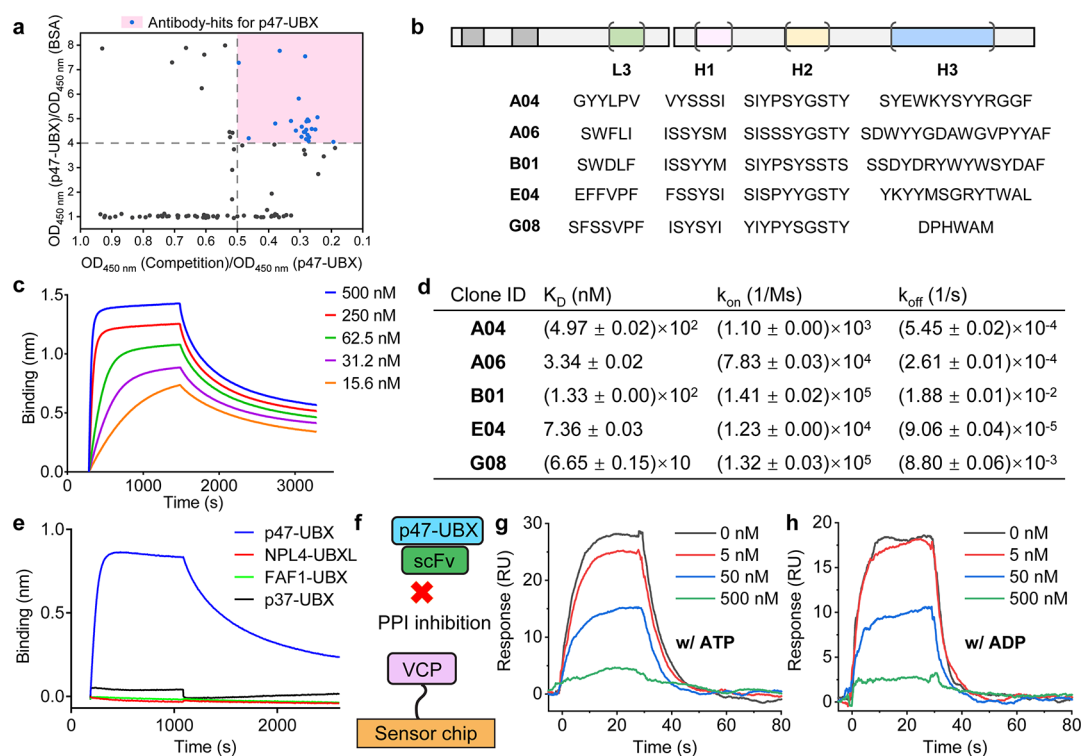 a
Antibody-hits for p47-UBX
OD450 nm (p47-UBX)/OD450 nm (BSA)
8
7
6
5
4
3
2
1
1.0 0.9 0.8 0.7 0.6 0.5 0.4 0.3 0.2 0.1
OD450 nm (Competition)/OD450 nm (p47-UBX)
b
L3 H1 H2 H3
A04 GYYLPV VYSSSI SIYPSYGSTY SYEWKYSYYRGGF
A06 SWFLI ISSYSM SISSSYGSTY SDWYYGDAWGVPYYAF
B01 SWDLF ISSYYM SIYPSYSSTS SSDYDRYWYWSYDAF
E04 EFFVPF FSSYSI SISPYYGSTY YKYYMSGRYTWAL
G08 SFSSVPF ISYSYI YIYPYSGSTY DPHWAM
c
Binding (nm)
1.5
1.0
0.5
0.0
0 1000 2000 3000
Time (s)
500 nM
250 nM
62.5 nM
31.2 nM
15.6 nM
d
Clone ID KD (nM) kon (1/Ms) koff (1/s)
A04 (4.97 ± 0.02)×10² (1.10 ± 0.00)×10³ (5.45 ± 0.02)×10⁻⁴
A06 3.34 ± 0.02 (7.83 ± 0.03)×10⁴ (2.61 ± 0.01)×10⁻⁴
B01 (1.33 ± 0.00)×10² (1.41 ± 0.02)×10⁵ (1.88 ± 0.01)×10⁻²
E04 7.36 ± 0.03 (1.23 ± 0.00)×10⁴ (9.06 ± 0.04)×10⁻⁵
G08 (6.65 ± 0.15)×10 (1.32 ± 0.03)×10⁵ (8.80 ± 0.06)×10⁻³
e
Binding (nm)
1.0
0.5
0.0
0 1000 2000
Time (s)
p47-UBX
NPL4-UBXL
FAF1-UBX
p37-UBX
f
p47-UBX
scFv
PPI inhibition
VCP
Sensor chip
g
Response (RU)
30
20
10
0
0 20 40 60 80
Time (s)
0 nM
5 nM
50 nM
500 nM
w/ ATP
h
Response (RU)
20
15
10
5
0
0 20 40 60 80
Time (s)
0 nM
5 nM
50 nM
500 nM
w/ ADP